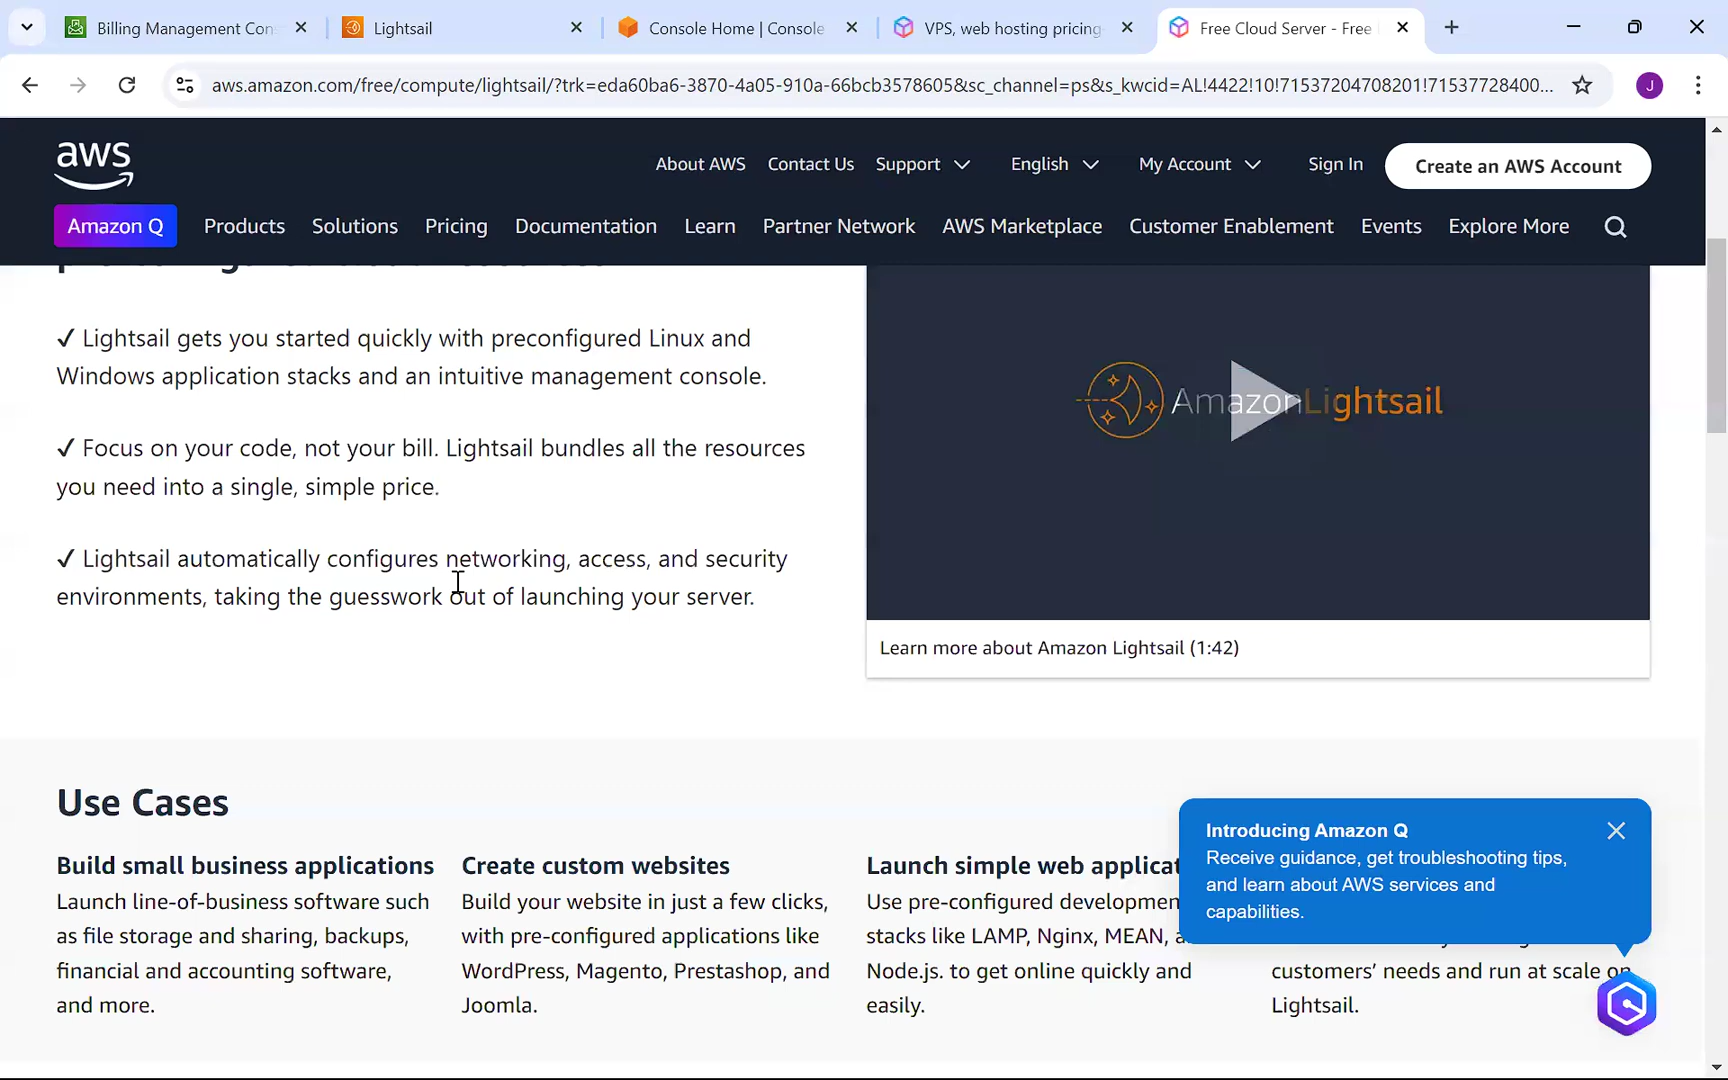 Billing Management Con
Lightsail
Console Home | Console
VPS, web hosting pricing
Free Cloud Server - Free
aws.amazon.com/free/compute/lightsail/?trk=eda60ba6-3870-4a05-910a-66bcb3578605&sc_channel=ps&s_kwcid=AL!4422!10!71537204708201!71537728400...
J
aws
About AWS
Contact Us
Support
English
My Account
Sign In
Create an AWS Account
Amazon Q
Products
Solutions
Pricing
Documentation
Learn
Partner Network
AWS Marketplace
Customer Enablement
Events
Explore More
✓ Lightsail gets you started quickly with preconfigured Linux and
Windows application stacks and an intuitive management console.
✓ Focus on your code, not your bill. Lightsail bundles all the resources
you need into a single, simple price.
✓ Lightsail automatically configures networking, access, and security
environments, taking the guesswork out of launching your server.
Amazon Lightsail
Learn more about Amazon Lightsail (1:42)
Use Cases
Build small business applications
Launch line-of-business software such
as file storage and sharing, backups,
financial and accounting software,
and more.
Create custom websites
Build your website in just a few clicks,
with pre-configured applications like
WordPress, Magento, Prestashop, and
Joomla.
Launch simple web applicat
Use pre-configured developmen
stacks like LAMP, Nginx, MEAN, a
Node.js. to get online quickly and
easily.
customers' needs and run at scale on
Lightsail.
Introducing Amazon Q
Receive guidance, get troubleshooting tips,
and learn about AWS services and
capabilities.